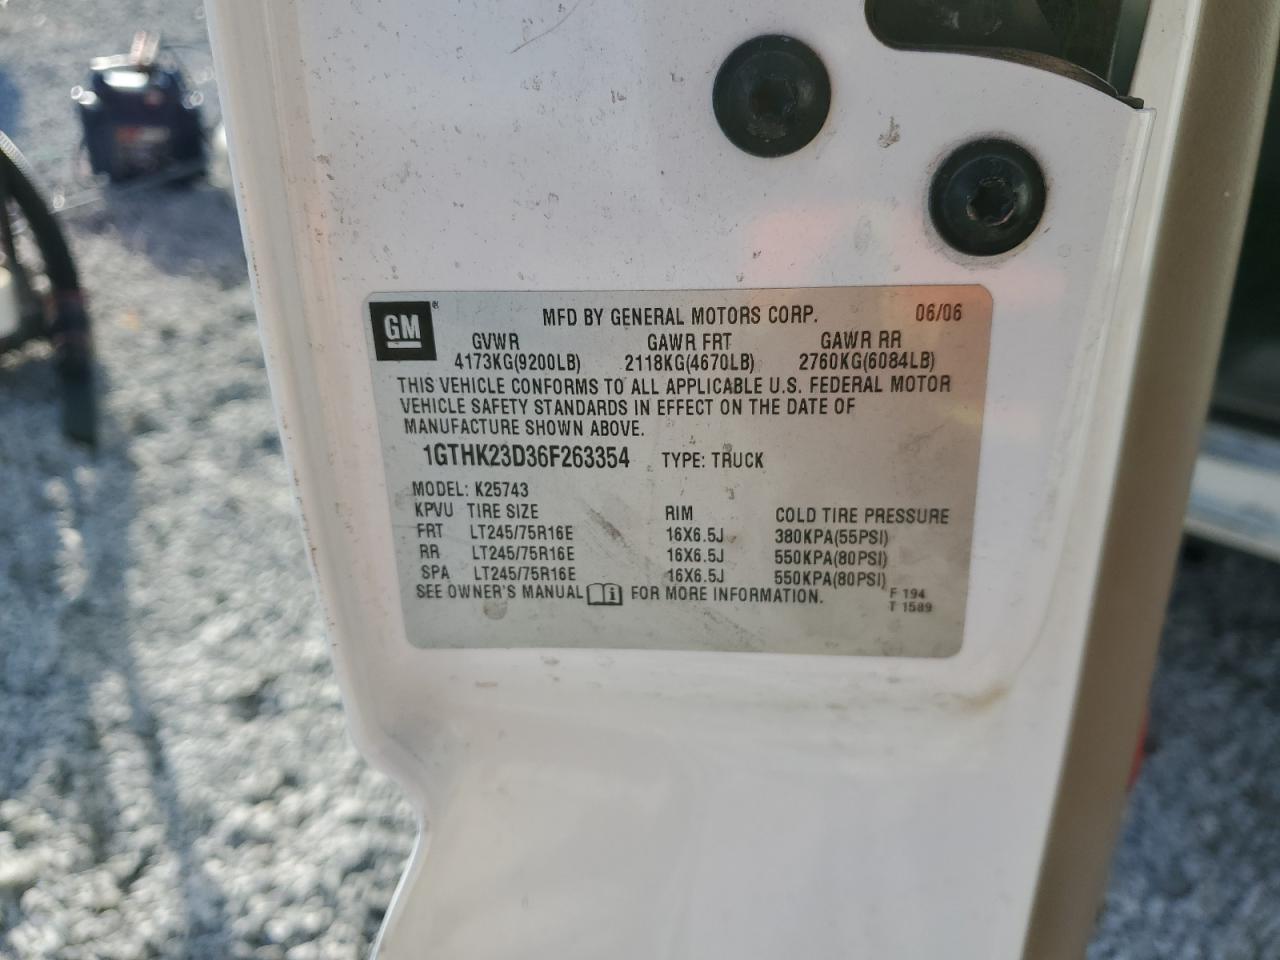 GM®
MFD BY GENERAL MOTORS CORP. 06/06
GVWR GAWR FRT GAWR RR
4173KG(9200LB) 2118KG(4670LB) 2760KG(6084LB)
THIS VEHICLE CONFORMS TO ALL APPLICABLE U.S. FEDERAL MOTOR
VEHICLE SAFETY STANDARDS IN EFFECT ON THE DATE OF
MANUFACTURE SHOWN ABOVE.
1GTHK23D36F263354 TYPE: TRUCK
MODEL: K25743
KPVU TIRE SIZE RIM COLD TIRE PRESSURE
FRT LT245/75R16E 16X6.5J 380KPA(55PSI)
RR LT245/75R16E 16X6.5J 550KPA(80PSI)
SPA LT245/75R16E 16X6.5J 550KPA(80PSI)
SEE OWNER'S MANUAL FOR MORE INFORMATION.
F 194
T 1589